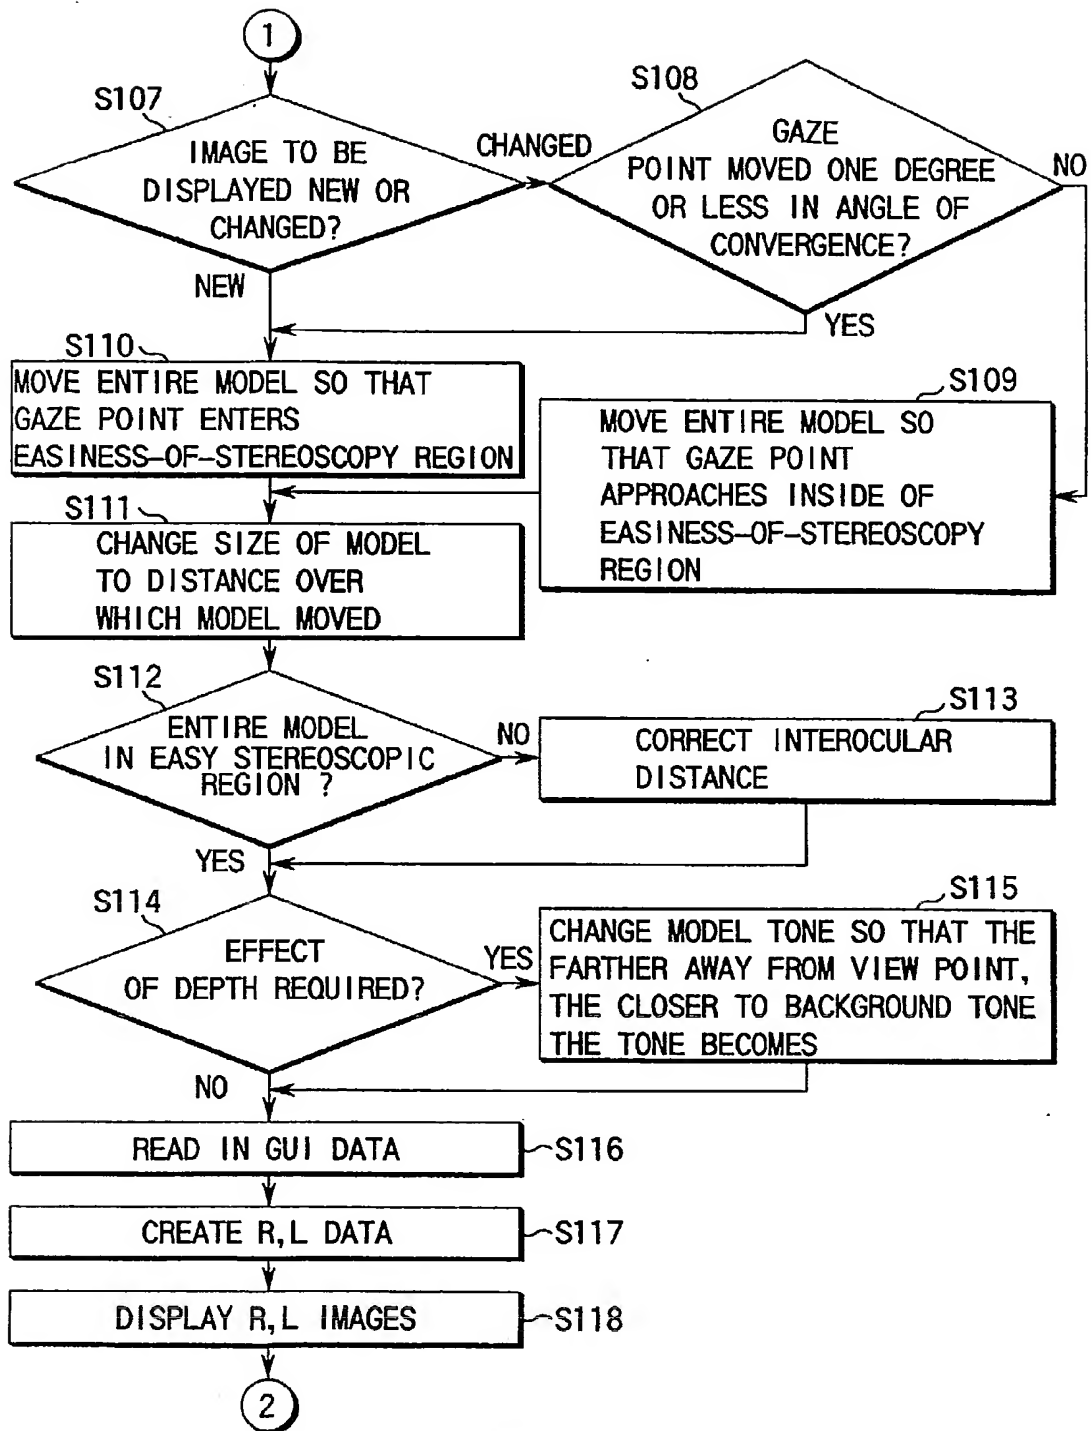 1
S107
IMAGE TO BE
DISPLAYED NEW OR
CHANGED?
CHANGED
NEW
S108
GAZE
POINT MOVED ONE DEGREE
OR LESS IN ANGLE OF
CONVERGENCE?
NO
YES
S110
MOVE ENTIRE MODEL SO THAT
GAZE POINT ENTERS
EASINESS-OF-STEREOSCOPY REGION
S109
MOVE ENTIRE MODEL SO
THAT GAZE POINT
APPROACHES INSIDE OF
EASINESS-OF-STEREOSCOPY
REGION
S111
CHANGE SIZE OF MODEL
TO DISTANCE OVER
WHICH MODEL MOVED
S112
ENTIRE MODEL
IN EASY STEREOSCOPIC
REGION ?
NO
YES
S113
CORRECT INTEROCULAR
DISTANCE
S114
EFFECT
OF DEPTH REQUIRED?
YES
NO
S115
CHANGE MODEL TONE SO THAT THE
FARTHER AWAY FROM VIEW POINT,
THE CLOSER TO BACKGROUND TONE
THE TONE BECOMES
READ IN GUI DATA
S116
CREATE R,L DATA
S117
DISPLAY R,L IMAGES
S118
2